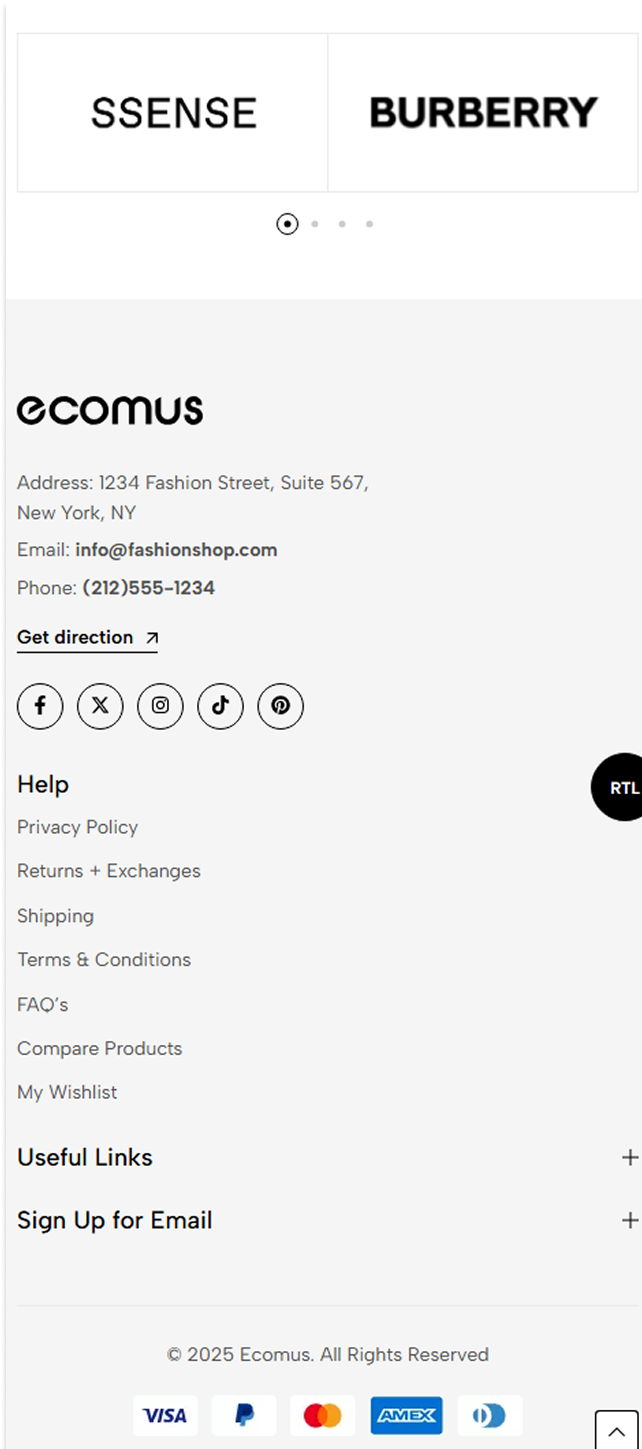 SSENSE
BURBERRY
ecomus
Address: 1234 Fashion Street, Suite 567,
New York, NY
Email: info@fashionshop.com
Phone: (212)555-1234
Get direction
Help
RTL
Privacy Policy
Returns + Exchanges
Shipping
Terms & Conditions
FAQ’s
Compare Products
My Wishlist
Useful Links
Sign Up for Email
© 2025 Ecomus. All Rights Reserved
VISA
AMEX